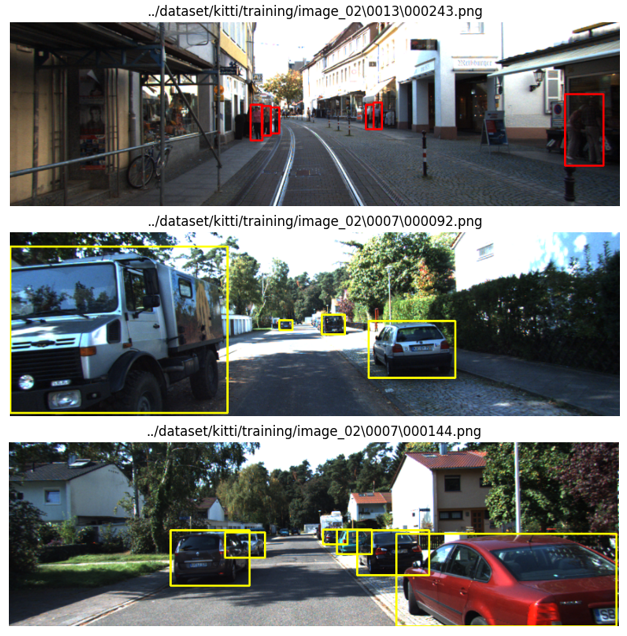 ../dataset/kitti/training/image_02\0013\000243.png
../dataset/kitti/training/image_02\0007\000092.png
../dataset/kitti/training/image_02\0007\000144.png